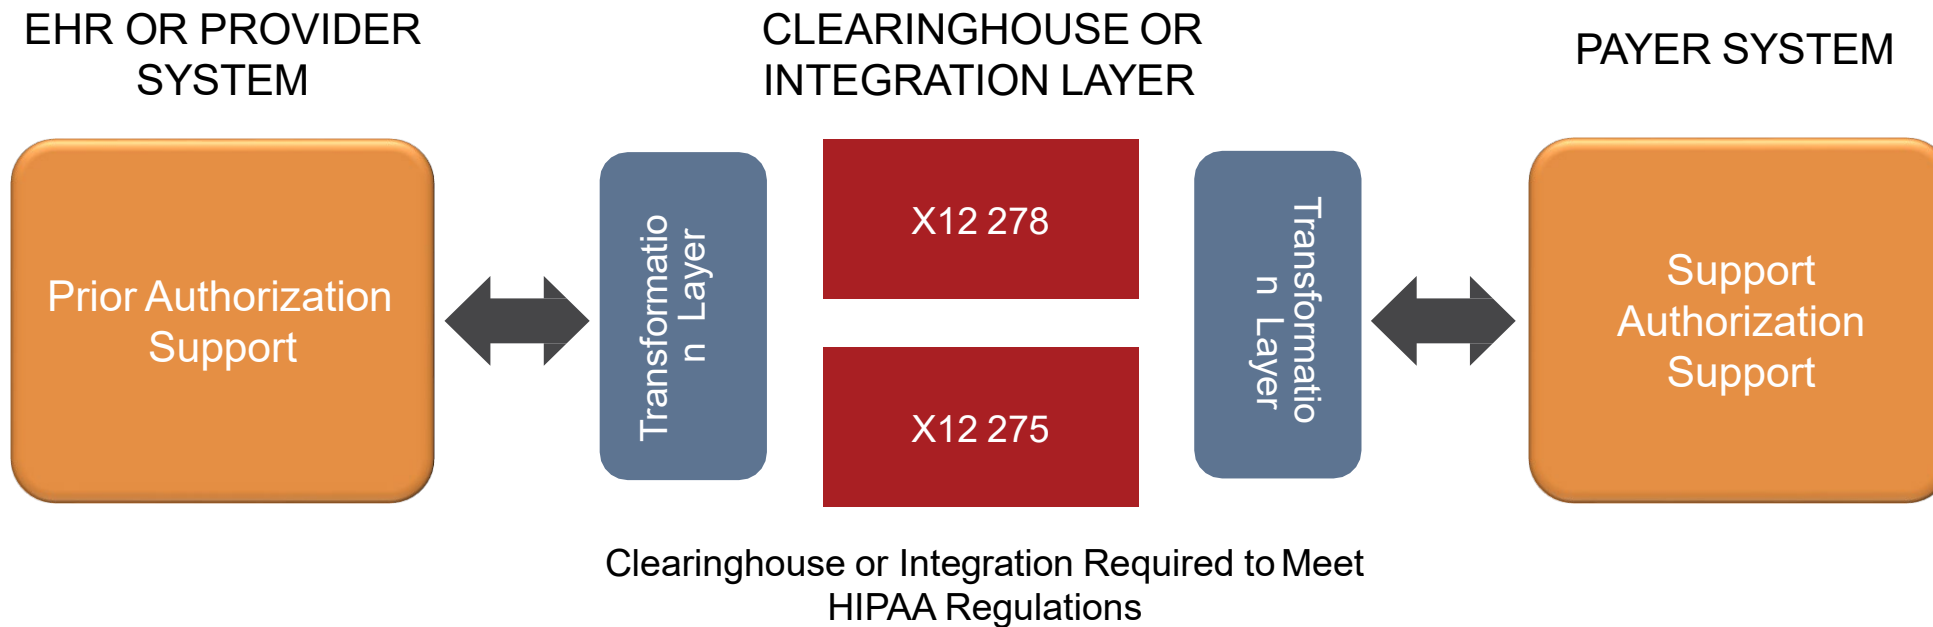 EHR OR PROVIDER
SYSTEM
CLEARINGHOUSE OR
INTEGRATION LAYER
PAYER SYSTEM
Prior Authorization
Support
Transformatio
n Layer
X12 278
X12 275
Transformatio
n Layer
Support
Authorization
Support
Clearinghouse or Integration Required to Meet
HIPAA Regulations